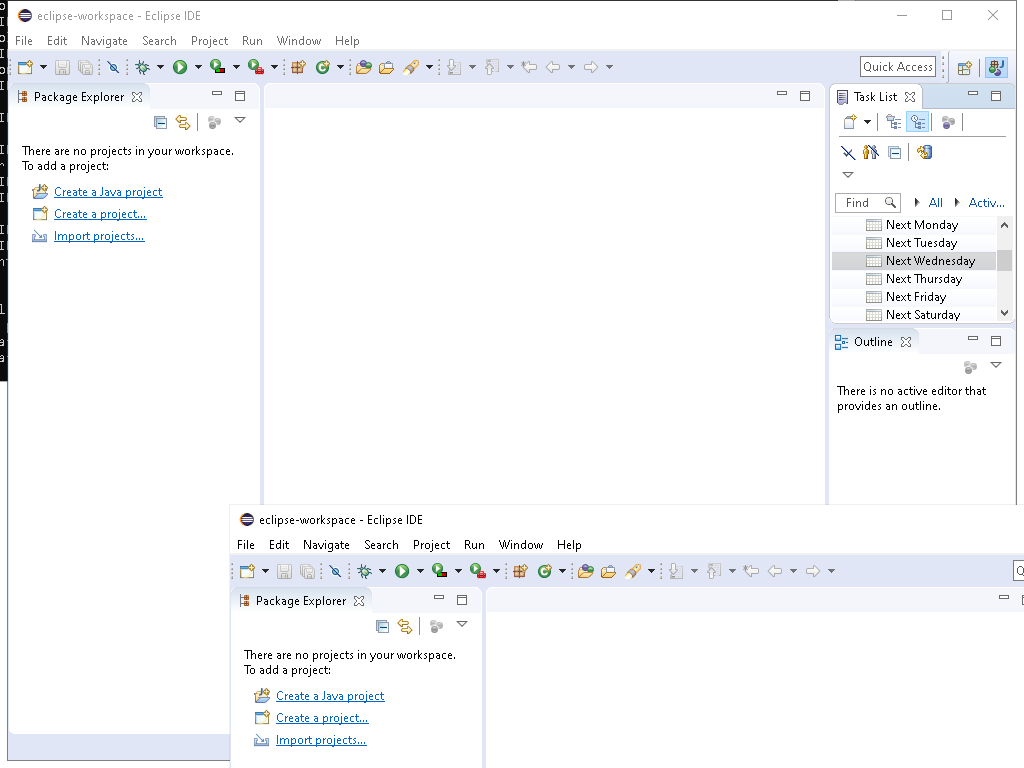 eclipse-workspace - Eclipse IDE
File Edit Navigate Search Project Run Window Help
Quick Access
Package Explorer
There are no projects in your workspace.
To add a project:
Create a Java project
Create a project...
Import projects...
Task List
Find All Activ...
Next Monday
Next Tuesday
Next Wednesday
Next Thursday
Next Friday
Next Saturday
Outline
There is no active editor that
provides an outline.
eclipse-workspace - Eclipse IDE
File Edit Navigate Search Project Run Window Help
Package Explorer
There are no projects in your workspace.
To add a project:
Create a Java project
Create a project...
Import projects...